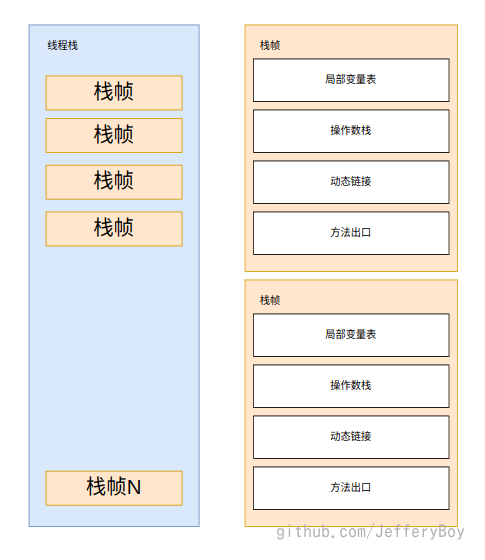 线程栈
栈帧
栈帧
栈帧
栈帧
栈帧N
栈帧
局部变量表
操作数栈
动态链接
方法出口
栈帧
局部变量表
操作数栈
动态链接
方法出口
github.com/JefferyBoy